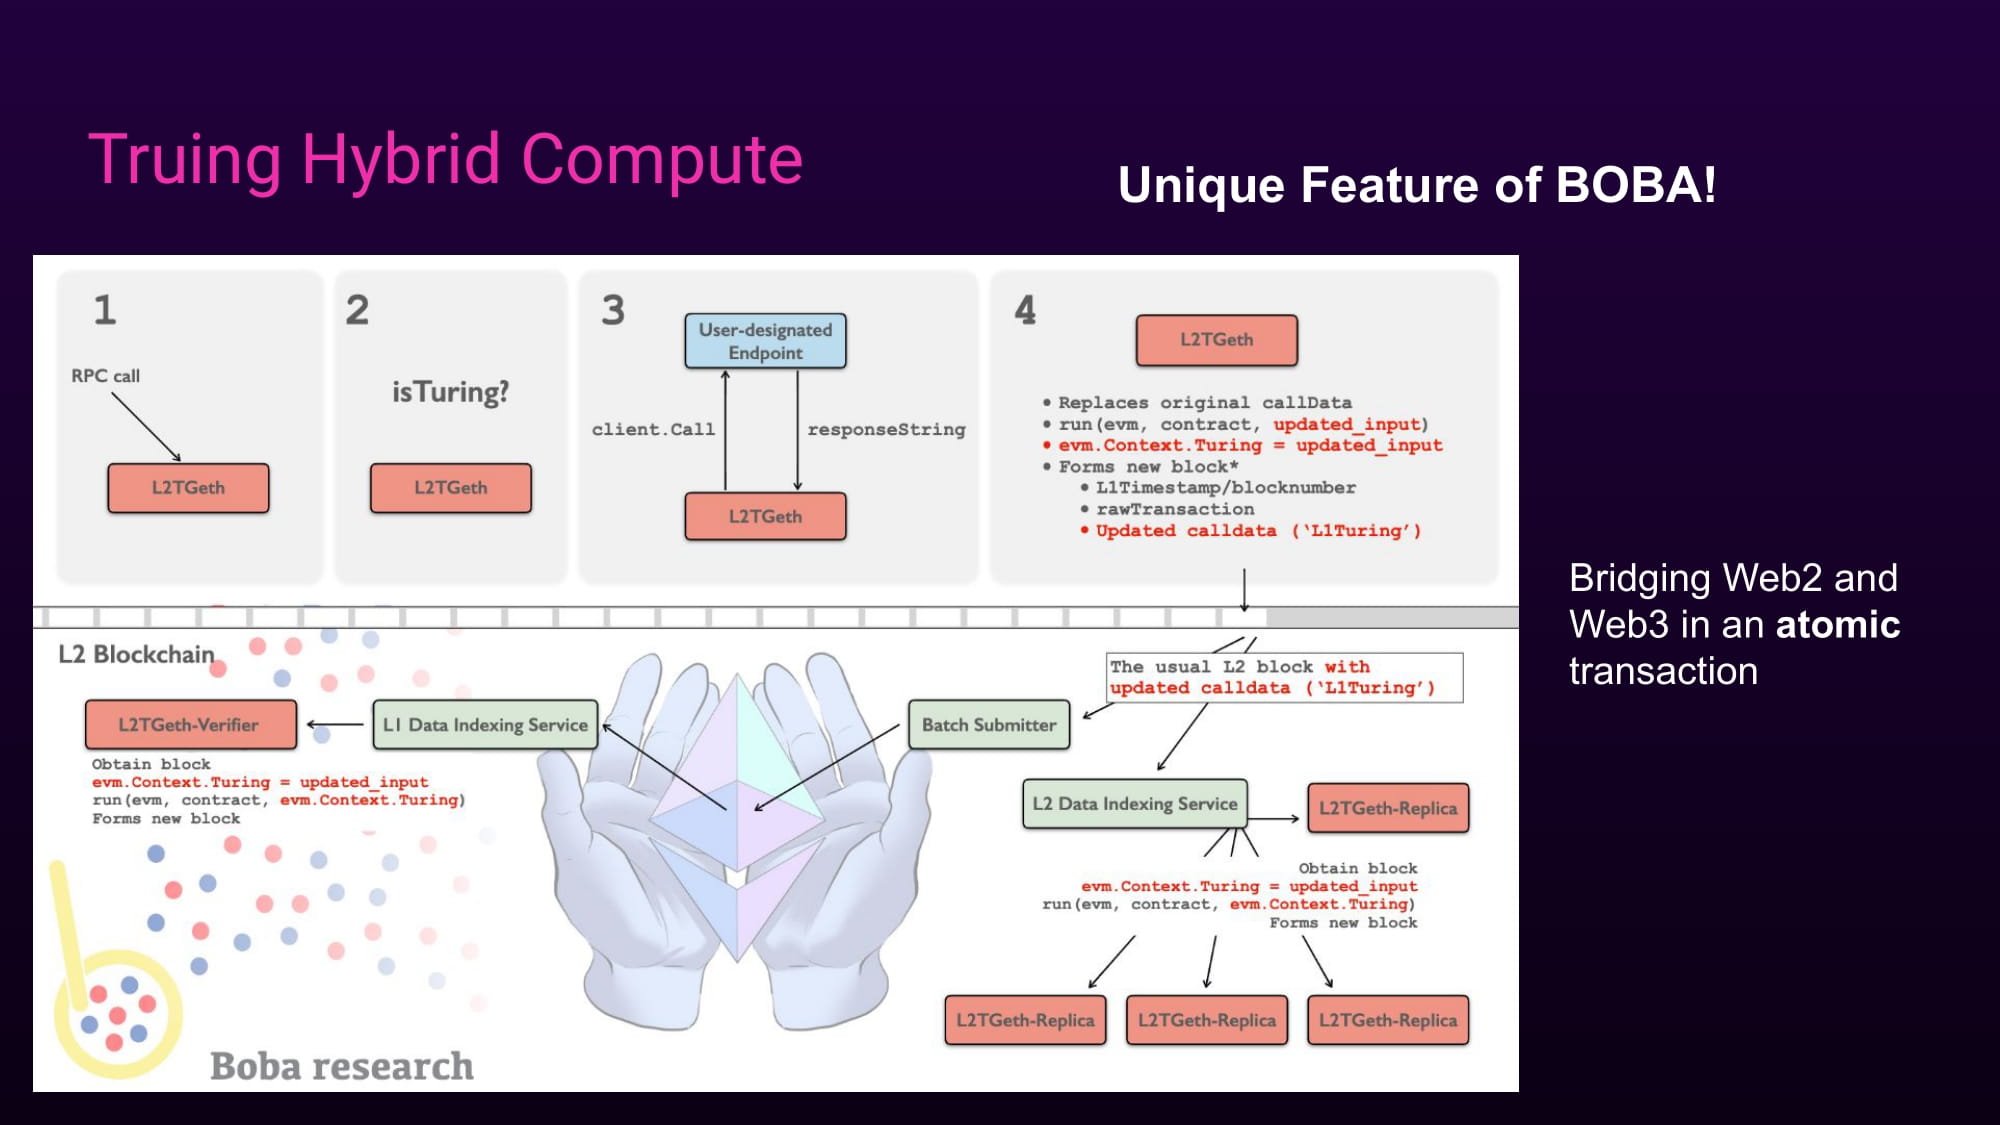 Truing Hybrid Compute
Unique Feature of BOBA!
1
RPC call
L2TGeth
2
isTuring?
L2TGeth
3
User-designated
Endpoint
client.Call
responseString
L2TGeth
4
L2TGeth
• Replaces original callData
• run(evm, contract, updated_input)
• evm.Context.Turing = updated_input
• Forms new block*
• L1Timestamp/blocknumber
• rawTransaction
• Updated calldata (‘L1Turing’)
Bridging Web2 and
Web3 in an atomic
transaction
L2 Blockchain
The usual L2 block with
updated calldata (‘L1Turing’)
L2TGeth-Verifier
L1 Data Indexing Service
Batch Submitter
Obtain block
evm.Context.Turing = updated_input
run(evm, contract, evm.Context.Turing)
Forms new block
L2 Data Indexing Service
L2TGeth-Replica
Obtain block
evm.Context.Turing = updated_input
run(evm, contract, evm.Context.Turing)
Forms new block
L2TGeth-Replica
L2TGeth-Replica
L2TGeth-Replica
Boba research